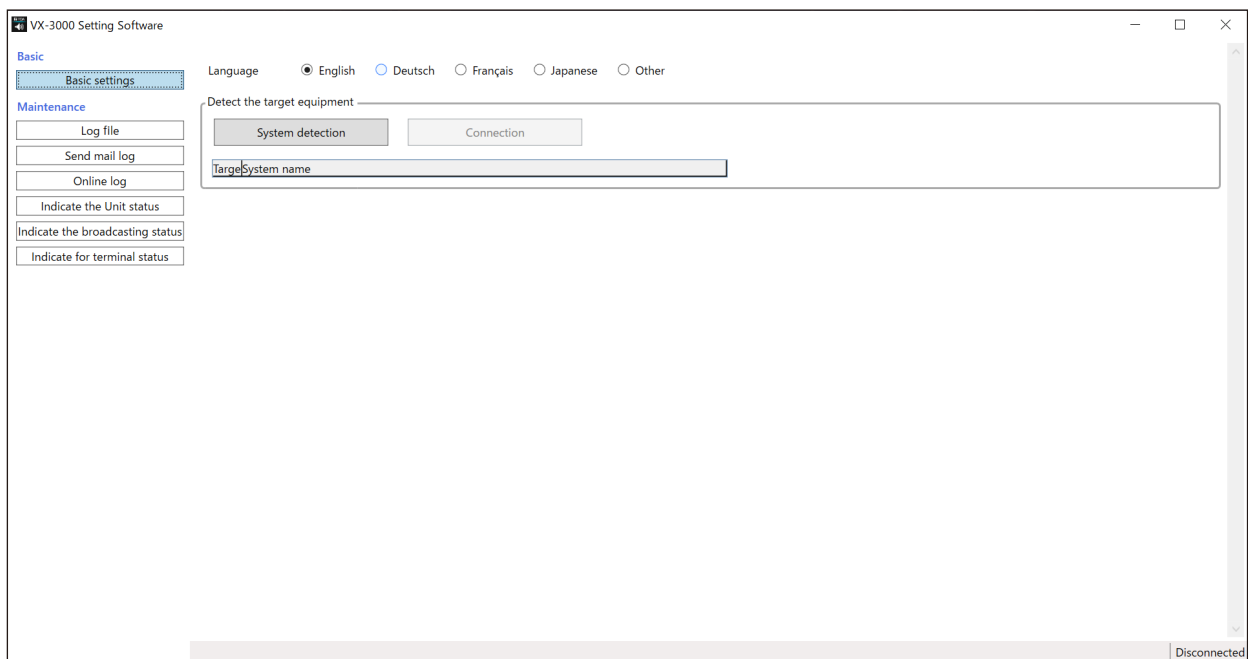 VX-3000 Setting Software
Basic
Basic settings
Maintenance
Log file
Send mail log
Online log
Indicate the Unit status
Indicate the broadcasting status
Indicate for terminal status
Language English Deutsch Français Japanese Other
Detect the target equipment
System detection Connection
Targe System name
Disconnected